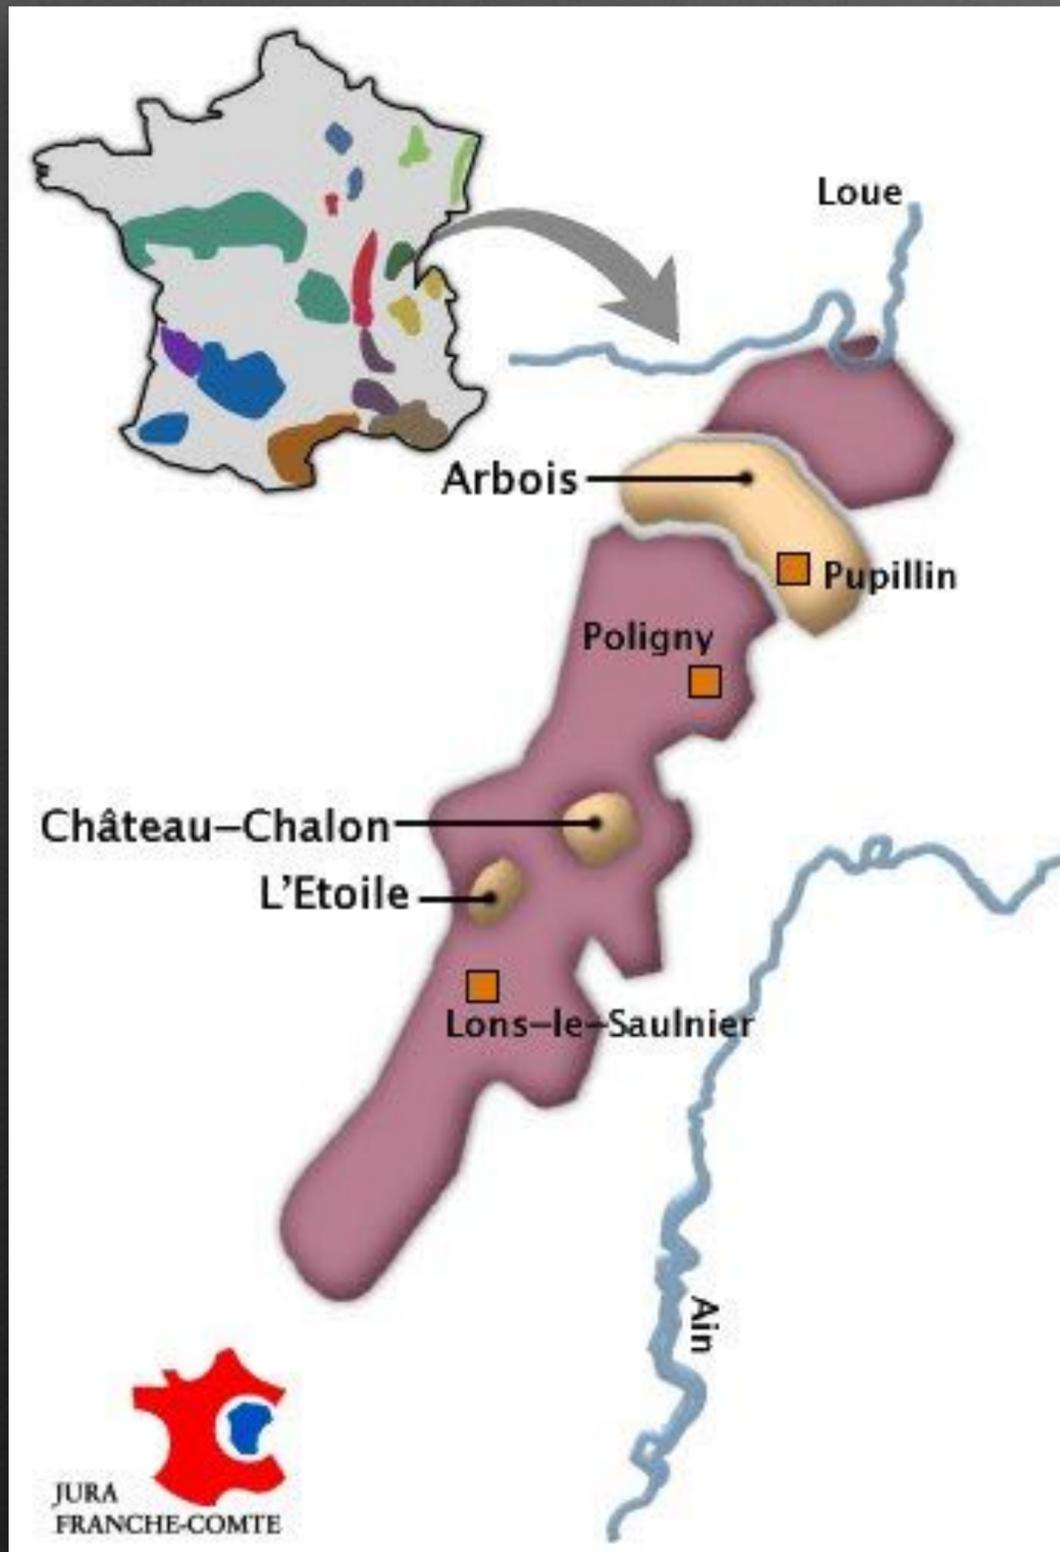 Loue
Arbois
Pupillin
Poligny
Château–Chalon
L'Etoile
Lons–le–Saulnier
Ain
JURA
FRANCHE-COMTE